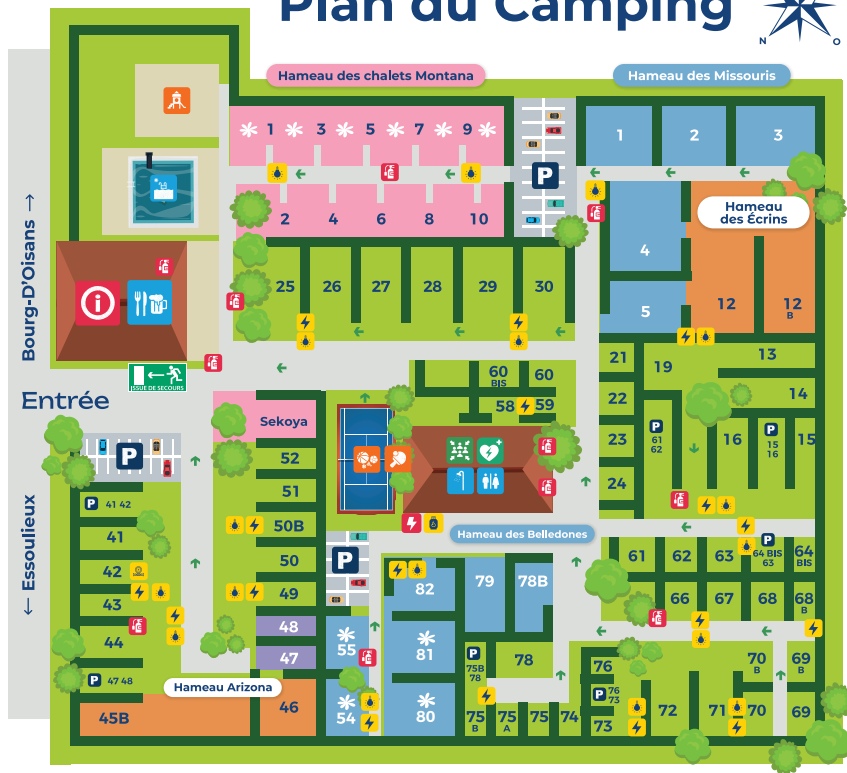 Plan du Camping
N
O
Hameau des chalets Montana
Hameau des Missouris
1
3
5
7
9
1
2
3
P
2
4
6
8
10
Hameau
des Écrins
4
5
12
12
B
25
26
27
28
29
30
i
TV
Bourg-D'Oisans →
ISSUE DE SECOURS
Entrée
← Essoulieux
60
BIS
60
58
59
21
19
13
14
22
23
24
P
61
62
16
P
15
16
15
Sekoya
52
51
50B
50
49
48
47
46
P
P
41 42
41
42
43
44
P
47 48
45B
Hameau Arizona
Hameau des Belledones
P
55
54
82
81
80
79
78B
P
75B
78
78
75
B
75
A
75
74
61
62
63
P
64 BIS
63
64
BIS
66
67
68
68
B
76
P
76
73
73
72
71
70
70
B
69
B
69